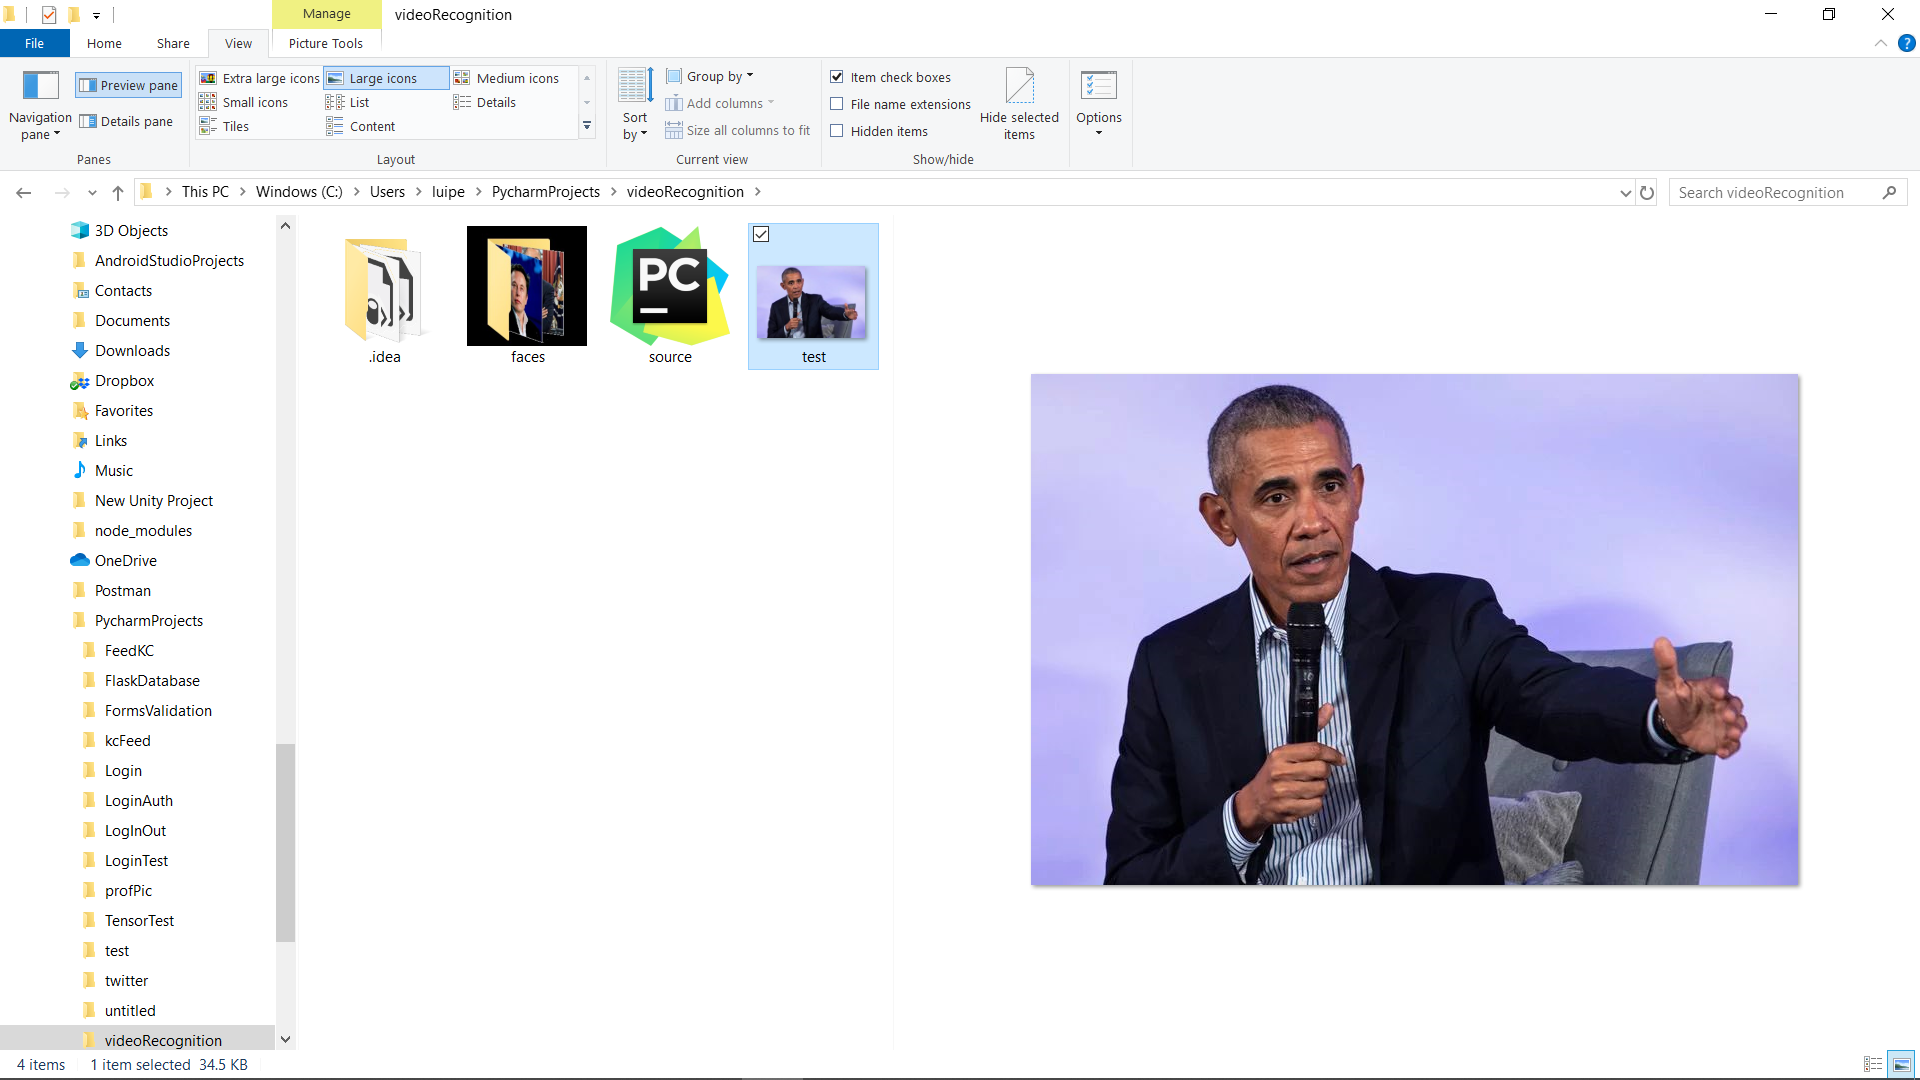 Manage
videoRecognition
File
Home
Share
View
Picture Tools
Navigation pane
Preview pane
Details pane
Panes
Extra large icons
Large icons
Medium icons
Small icons
List
Details
Tiles
Content
Layout
Sort by
Group by
Add columns
Size all columns to fit
Current view
Item check boxes
File name extensions
Hidden items
Hide selected items
Show/hide
Options
This PC > Windows (C:) > Users > luipe > PycharmProjects > videoRecognition >
Search videoRecognition
3D Objects
AndroidStudioProjects
Contacts
Documents
Downloads
Dropbox
Favorites
Links
Music
New Unity Project
node_modules
OneDrive
Postman
PycharmProjects
FeedKC
FlaskDatabase
FormsValidation
kcFeed
Login
LoginAuth
LogInOut
LoginTest
profPic
TensorTest
test
twitter
untitled
videoRecognition
.idea
faces
PC
source
test
4 items
1 item selected 34.5 KB